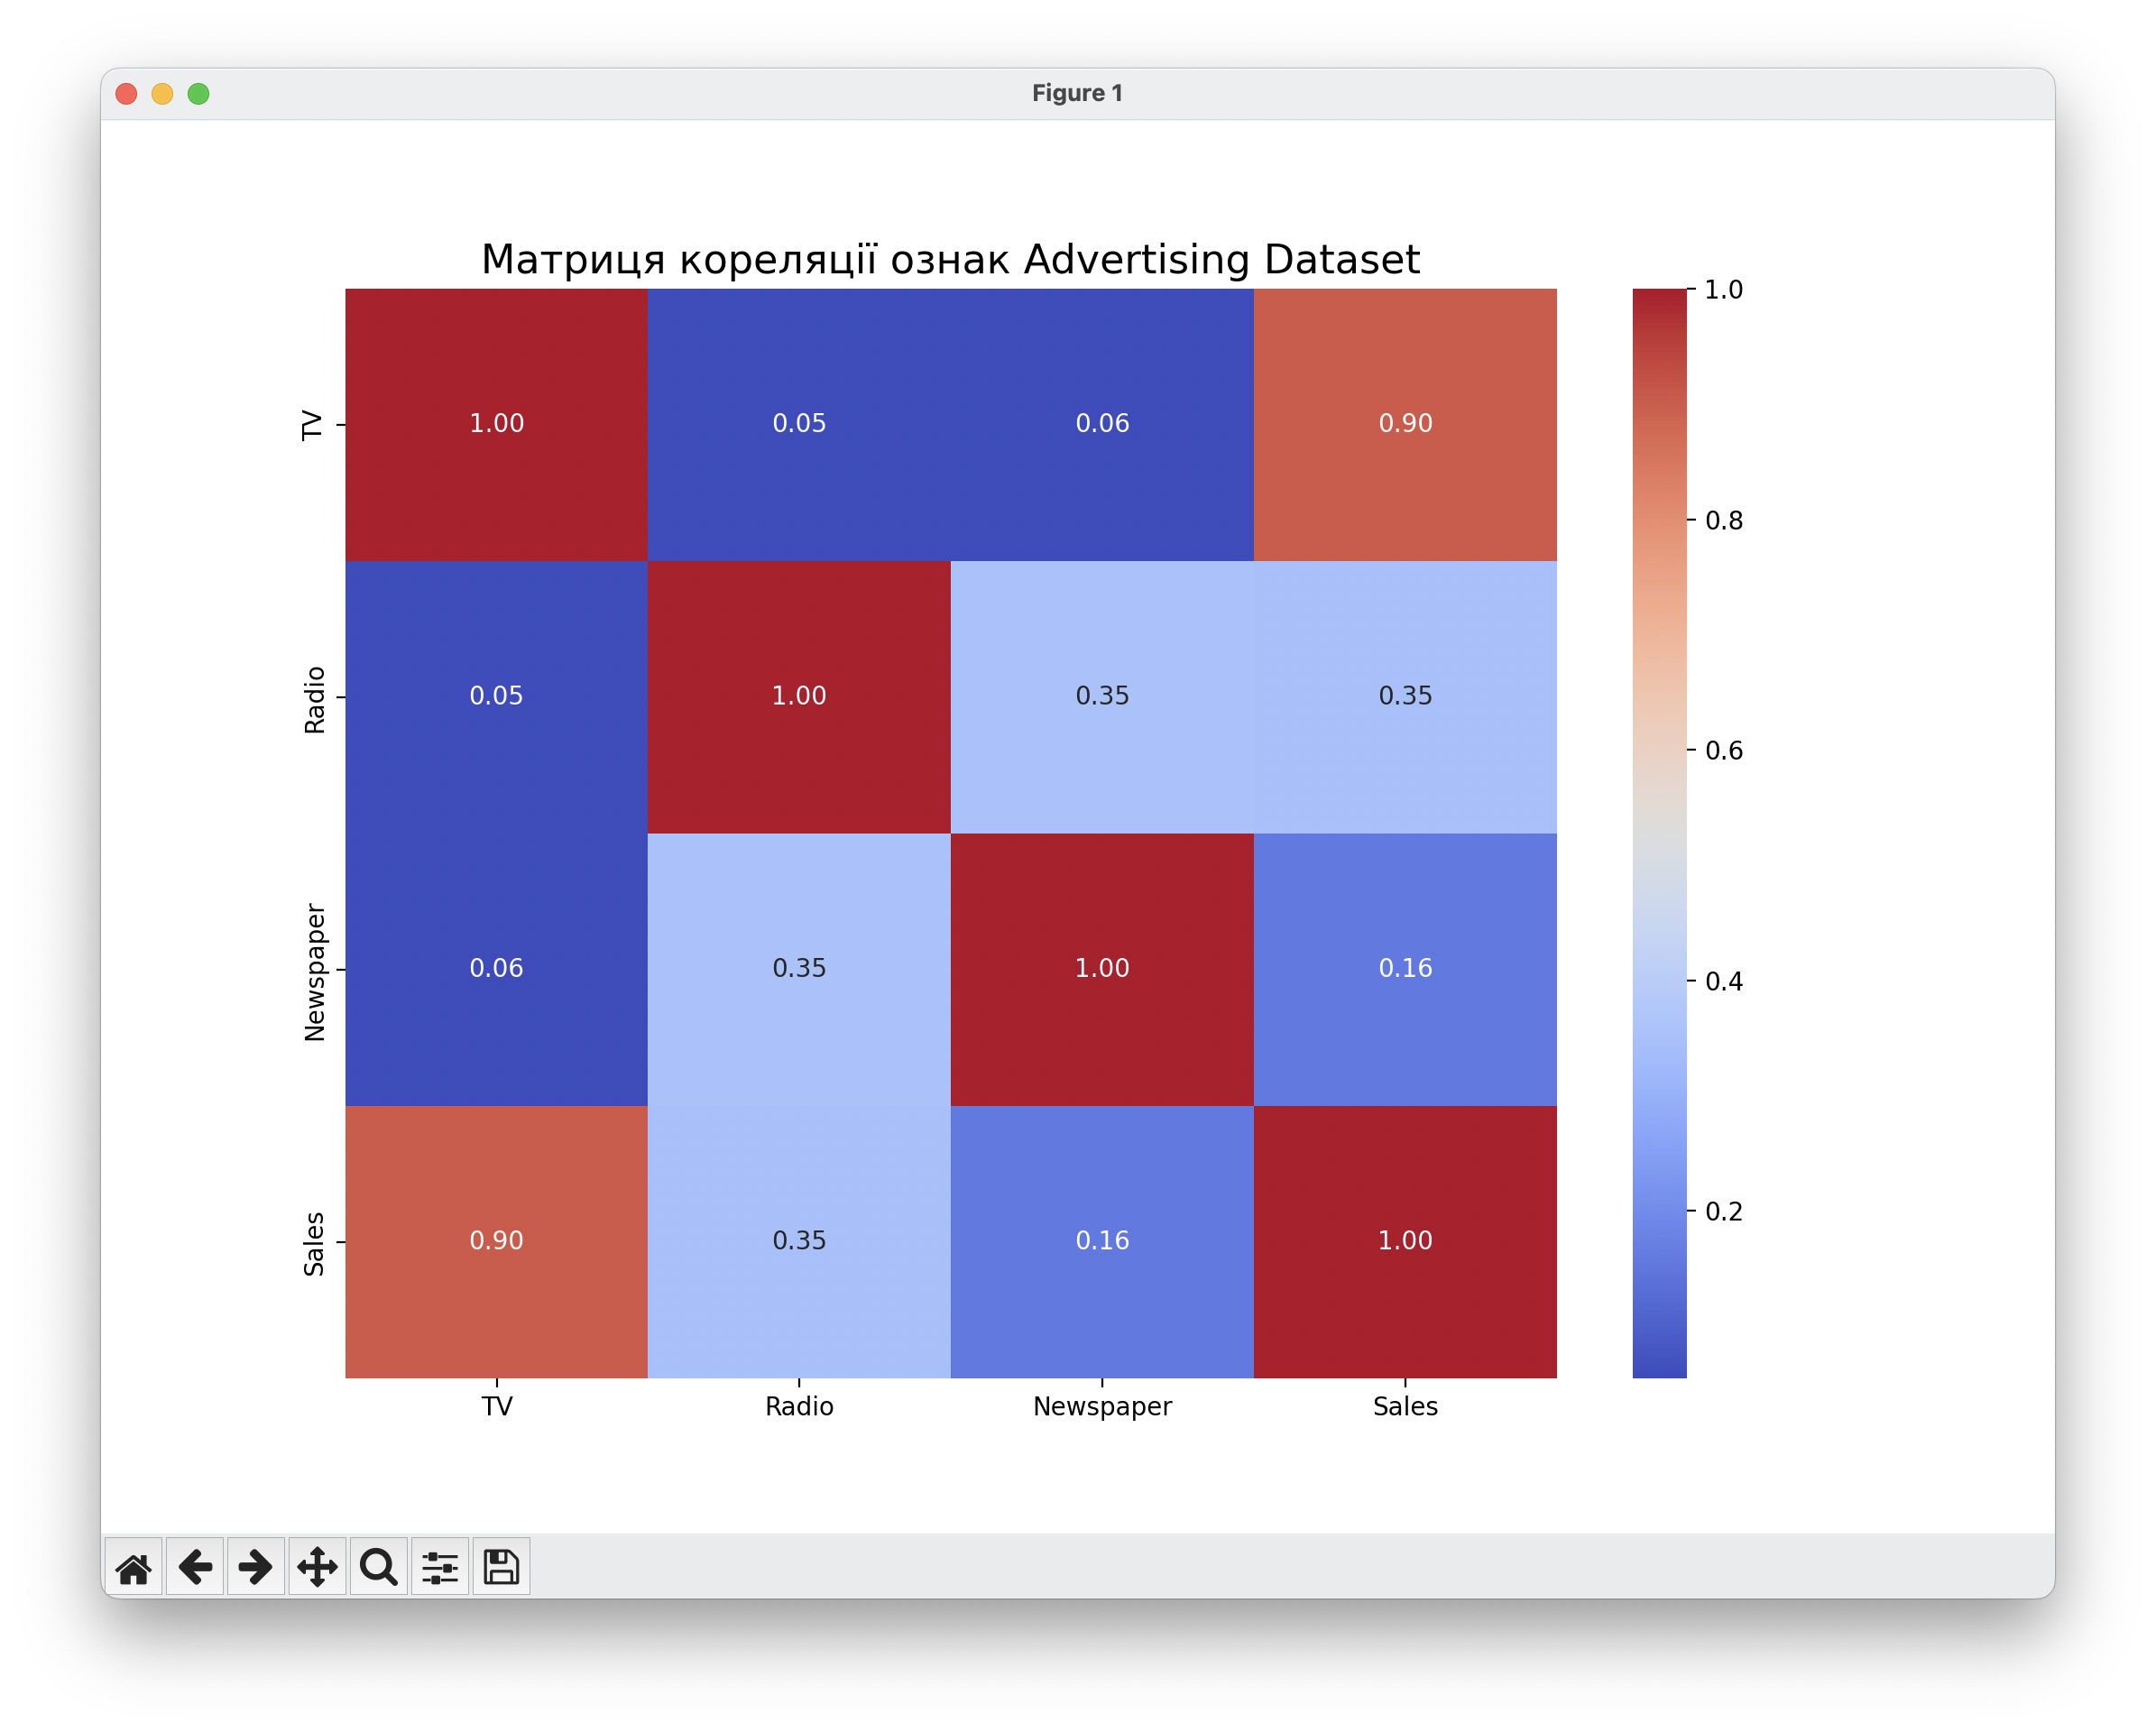 Figure 1
Матриця кореляції ознак Advertising Dataset
TV 1.00 0.05 0.06 0.90
Radio 0.05 1.00 0.35 0.35
Newspaper 0.06 0.35 1.00 0.16
Sales 0.90 0.35 0.16 1.00
TV Radio Newspaper Sales
1.0
0.8
0.6
0.4
0.2